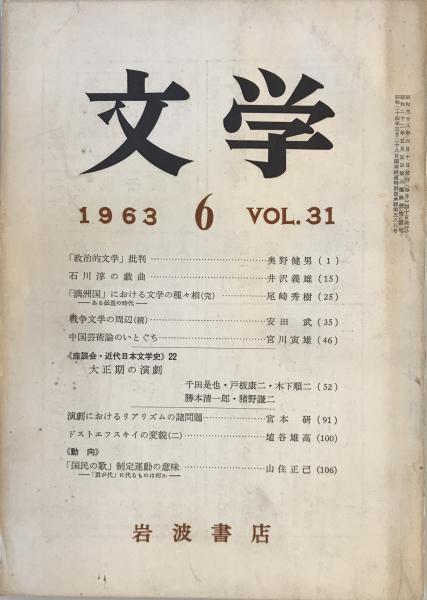 文学
1963 6 VOL. 31
「政治的文学」批判………奥野健男(1)
石川淳の戯曲………井沢義雄(15)
「満洲国」における文学の種々相(完)………尾崎秀樹(25)
――ある伝説の時代――
戦争文学の周辺(続)………安田武(35)
中国芸術論のいとぐち………宮川寅雄(46)
《座談会・近代日本文学史》22
大正期の演劇
千田是也・戸板康二・木下順二(52)
勝本清一郎・猪野謙二
演劇におけるリアリズムの諸問題………宮本研(91)
ドストエフスキイの変貌(二)………埴谷雄高(100)
《動向》
「国民の歌」制定運動の意味………山住正己(106)
――「君が代」に代るものは何か――
岩波書店